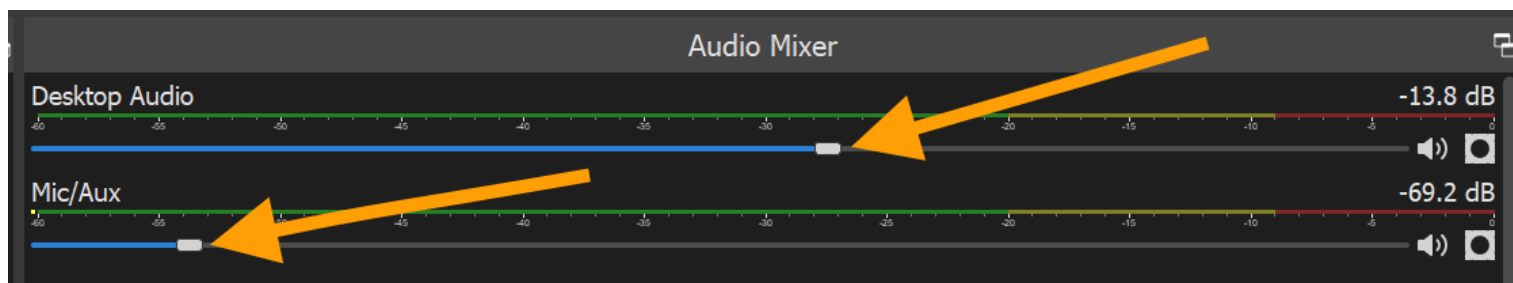 Audio Mixer
Desktop Audio -13.8 dB
-60 -55 -50 -45 -40 -35 -30 -20 -15 -10 -5 0
Mic/Aux -69.2 dB
-60 -55 -50 -45 -40 -35 -30 -25 -20 -15 -10 -5 0